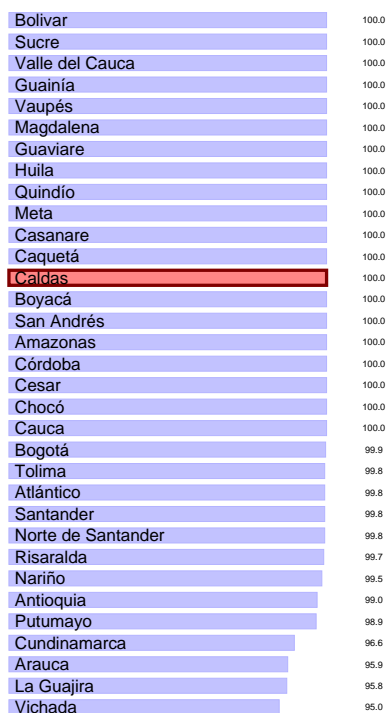 Bolivar 100.0
Sucre 100.0
Valle del Cauca 100.0
Guainía 100.0
Vaupés 100.0
Magdalena 100.0
Guaviare 100.0
Huila 100.0
Quindío 100.0
Meta 100.0
Casanare 100.0
Caquetá 100.0
Caldas 100.0
Boyacá 100.0
San Andrés 100.0
Amazonas 100.0
Córdoba 100.0
Cesar 100.0
Chocó 100.0
Cauca 100.0
Bogotá 99.9
Tolima 99.8
Atlántico 99.8
Santander 99.8
Norte de Santander 99.8
Risaralda 99.7
Nariño 99.5
Antioquia 99.0
Putumayo 98.9
Cundinamarca 96.6
Arauca 95.9
La Guajira 95.8
Vichada 95.0